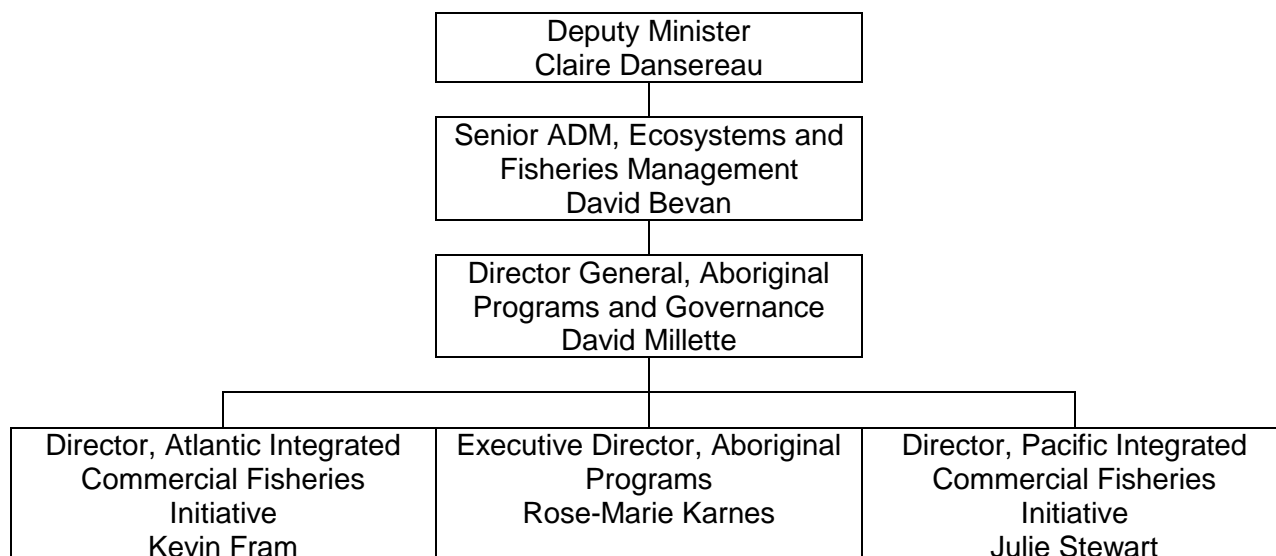 Deputy Minister
Claire Dansereau
Senior ADM, Ecosystems and
Fisheries Management
David Bevan
Director General, Aboriginal
Programs and Governance
David Millette
Director, Atlantic Integrated
Commercial Fisheries
Initiative
Kevin Fram
Executive Director, Aboriginal
Programs
Rose-Marie Karnes
Director, Pacific Integrated
Commercial Fisheries
Initiative
Julie Stewart